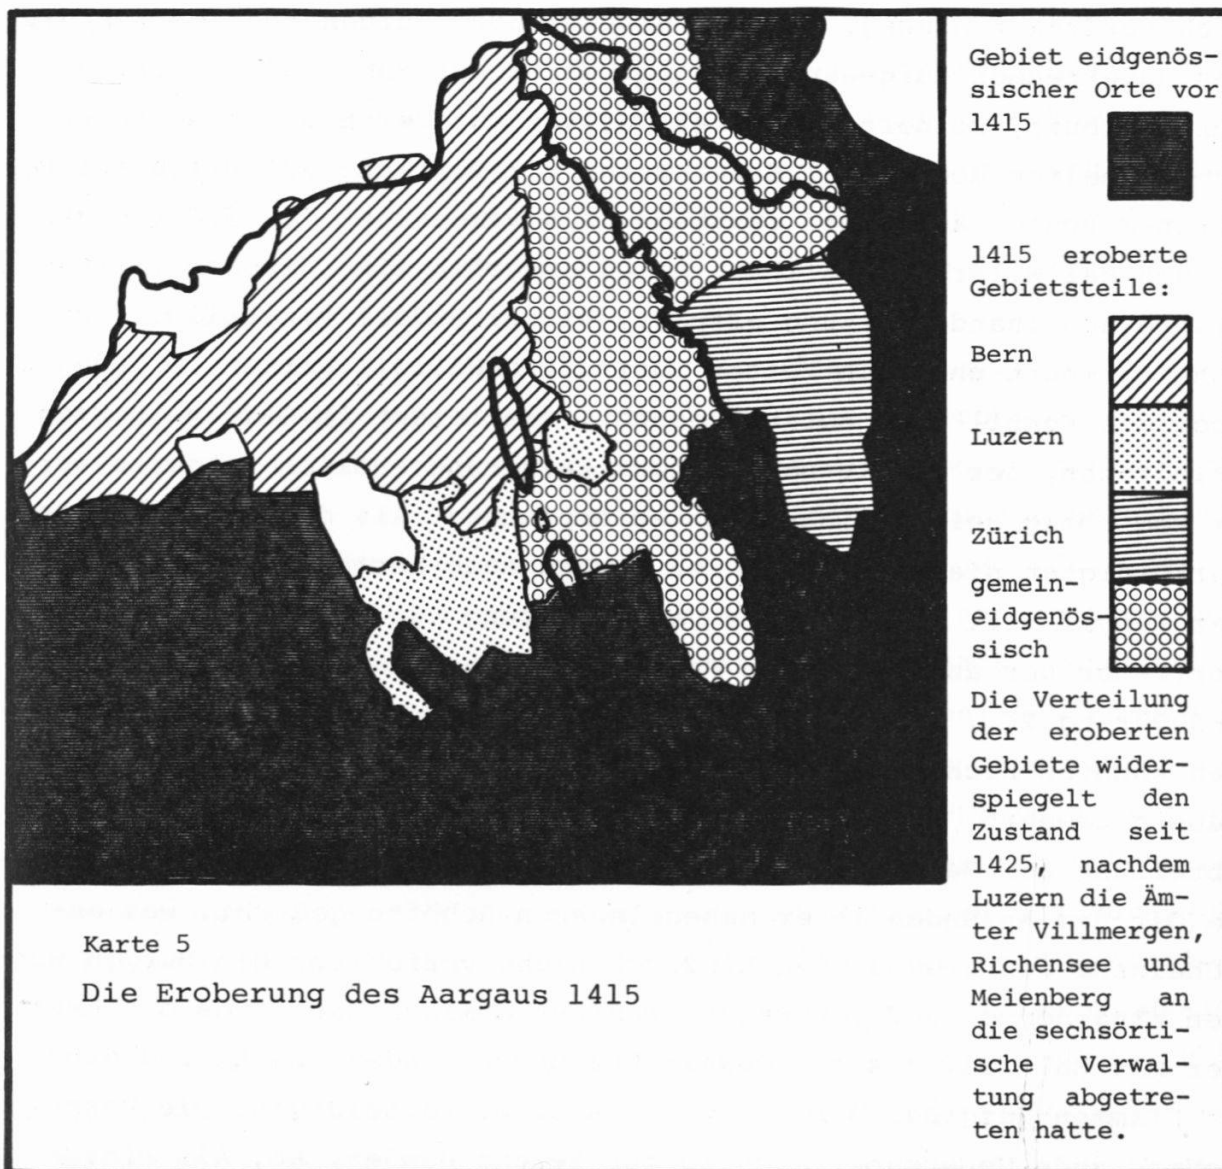 Gebiet eidgenös-
sischer Orte vor
1415
1415 eroberte
Gebietsteile:
Bern
Luzern
Zürich
gemein-
eidgenös-
sisch
Die Verteilung
der eroberten
Gebiete wider-
spiegelt den
Zustand seit
1425, nachdem
Luzern die Äm-
ter Villmergen,
Richensee und
Meienberg an
die sechsörti-
sche Verwal-
tung abgetre-
ten hatte.
Karte 5
Die Eroberung des Aargaus 1415